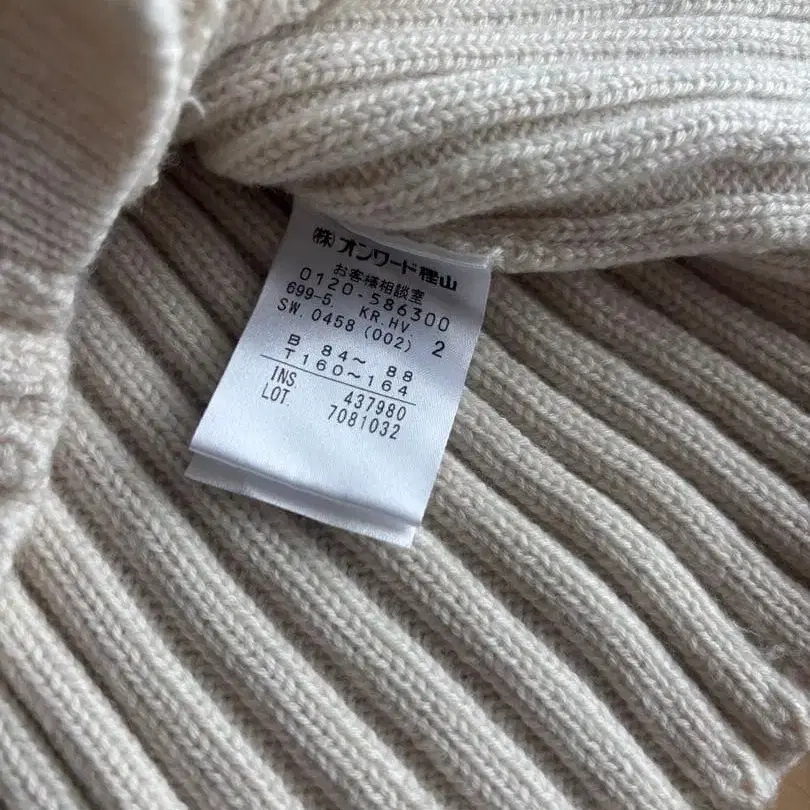 ㈱オンワード樫山
お客様相談室
0120-586300
699-5. KR.HV
SW. 0458 (002) 2
B 84～ 88
T 160～164
INS. 437980
LOT. 7081032